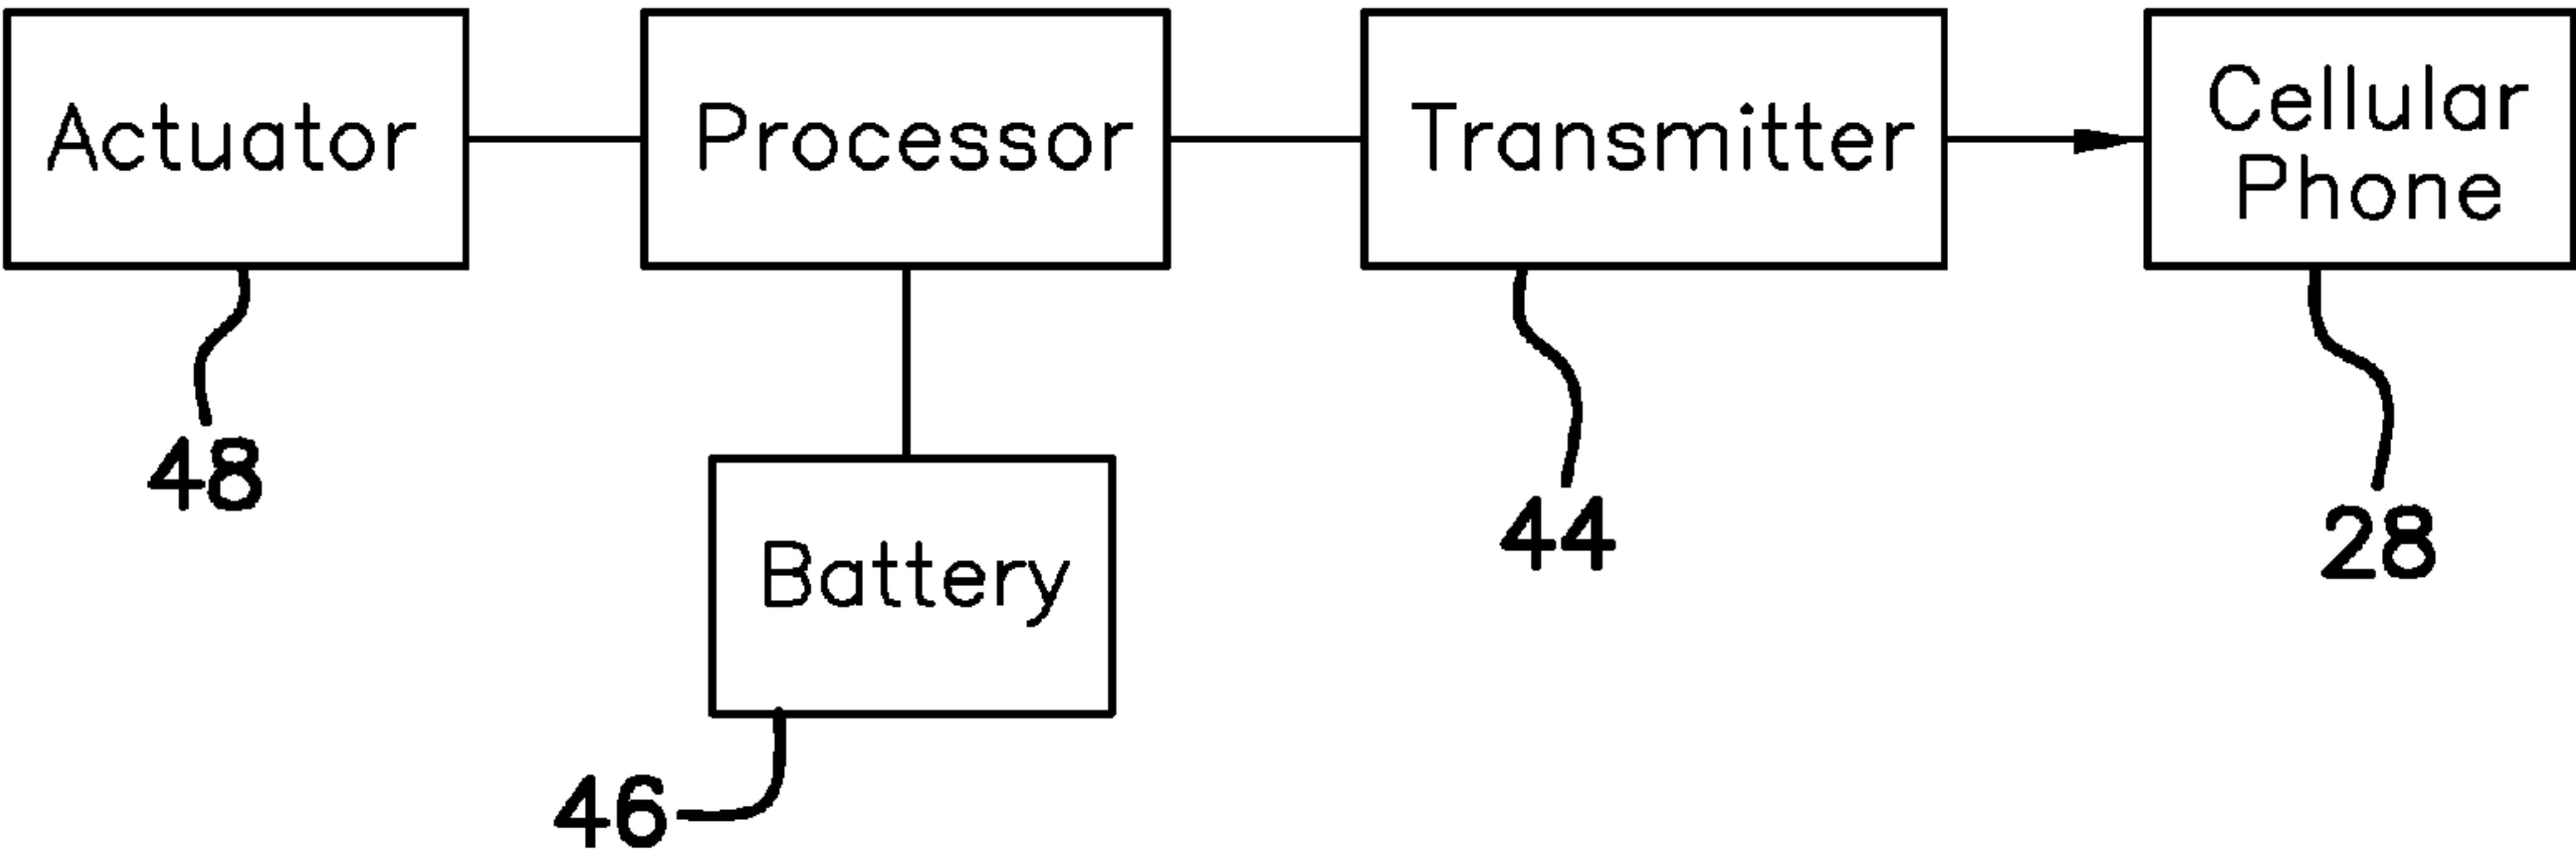 Actuator
Processor
Transmitter
Cellular
Phone
48
Battery
44
28
46